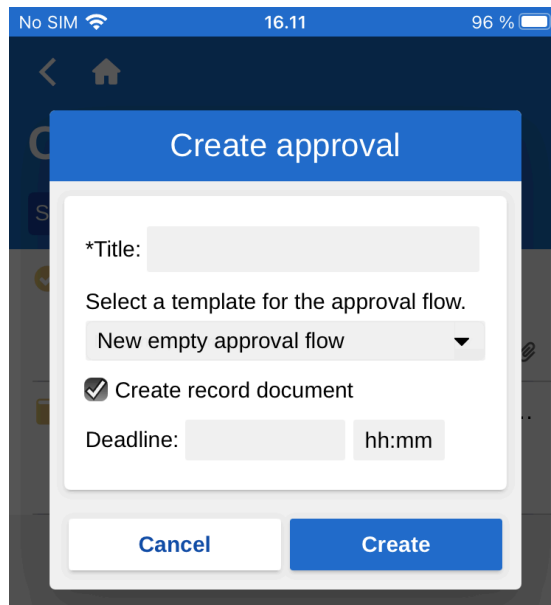 No SIM 16.11 96 %
C
Create approval
S
*Title:
Select a template for the approval flow.
New empty approval flow
Create record document
Deadline: hh:mm
Cancel Create